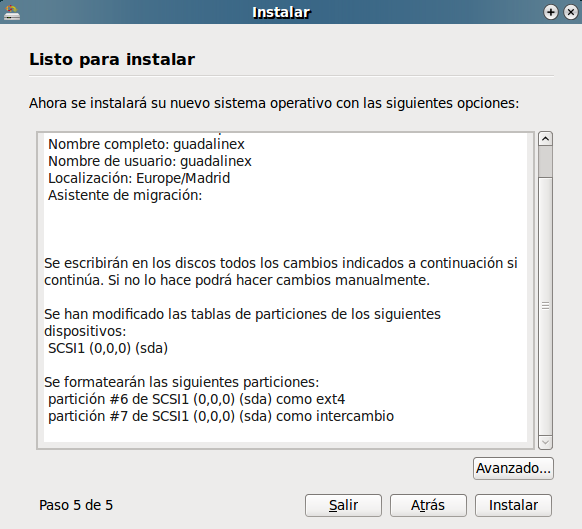 Instalar
Listo para instalar
Ahora se instalará su nuevo sistema operativo con las siguientes opciones:
Nombre completo: guadalinex
Nombre de usuario: guadalinex
Localización: Europe/Madrid
Asistente de migración:
Se escribirán en los discos todos los cambios indicados a continuación si
continúa. Si no lo hace podrá hacer cambios manualmente.
Se han modificado las tablas de particiones de los siguientes
dispositivos:
SCSI1 (0,0,0) (sda)
Se formatearán las siguientes particiones:
partición #6 de SCSI1 (0,0,0) (sda) como ext4
partición #7 de SCSI1 (0,0,0) (sda) como intercambio
Avanzado...
Paso 5 de 5
Salir
Atrás
Instalar